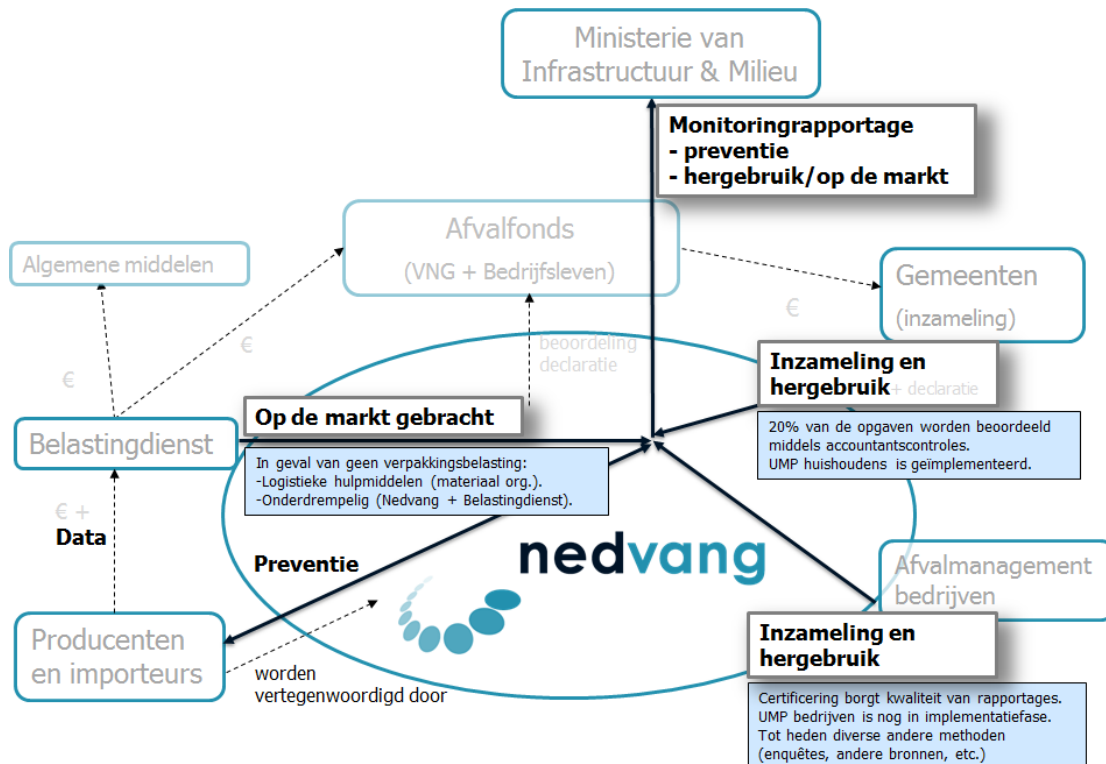 Ministerie van
Infrastructuur & Milieu
Monitoringrapportage
- preventie
- hergebruik/op de markt
Afvalfonds
(VNG + Bedrijfsleven)
Algemene middelen
Gemeenten
(inzameling)
€
€
€
beoordeling
declaratie
Inzameling en
hergebruik
+ declaratie
20% van de opgaven worden beoordeeld
middels accountantscontroles.
UMP huishoudens is geïmplementeerd.
Op de markt gebracht
Belastingdienst
In geval van geen verpakkingsbelasting:
-Logistieke hulpmiddelen (materiaal org.).
-Onderdrempelig (Nedvang + Belastingdienst).
€ +
Data
Preventie
nedvang
Afvalmanagement
bedrijven
Producenten
en importeurs
worden
vertegenwoordigd door
Inzameling en
hergebruik
Certificering borgt kwaliteit van rapportages.
UMP bedrijven is nog in implementatiefase.
Tot heden diverse andere methoden
(enquêtes, andere bronnen, etc.)